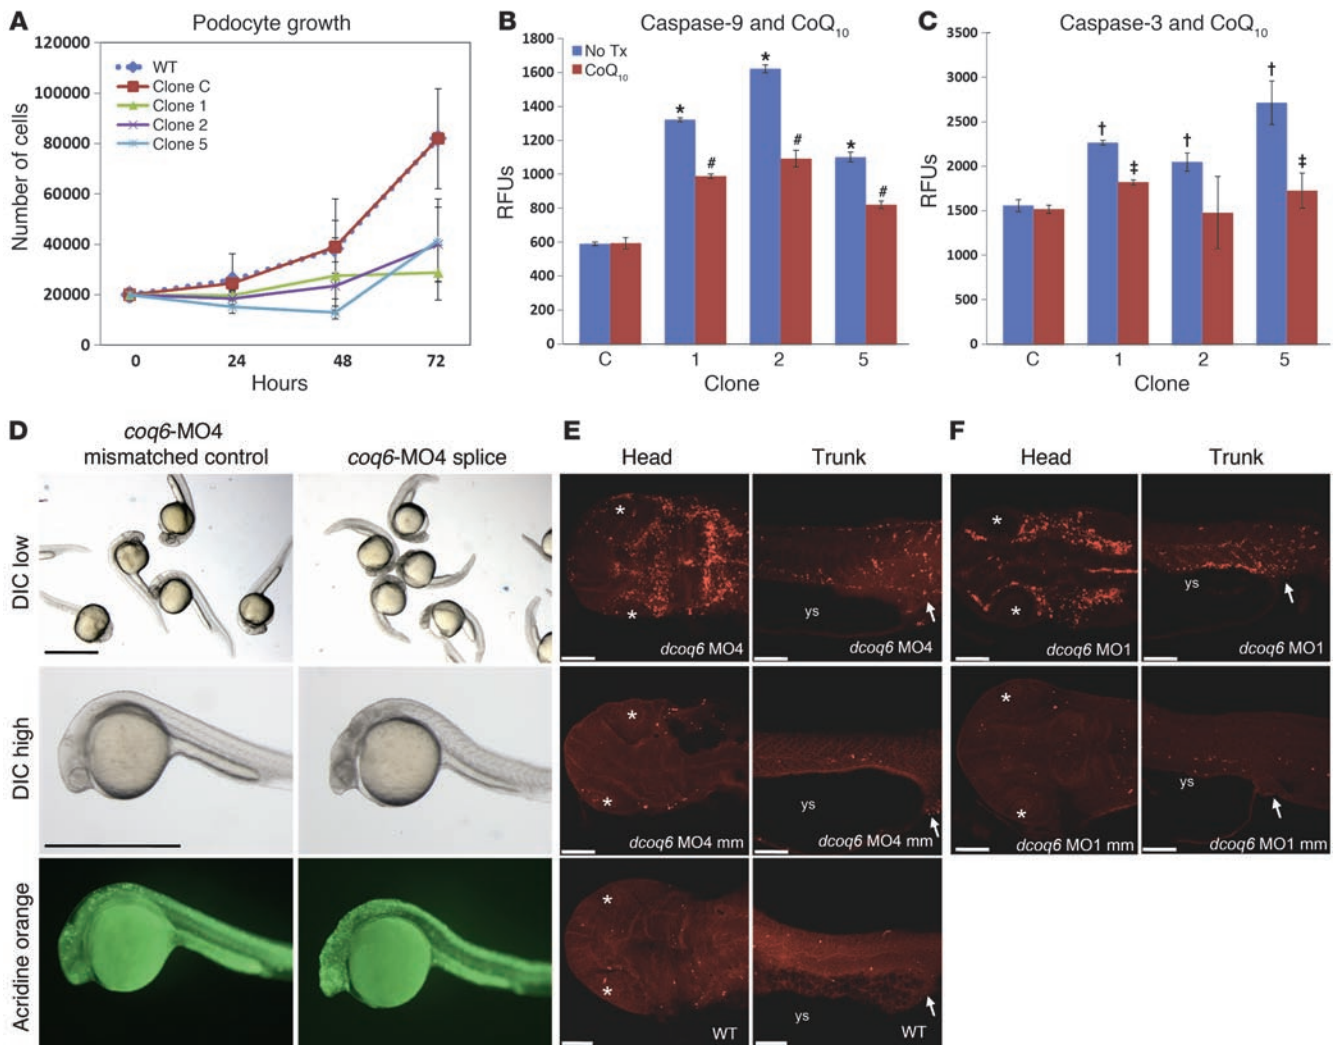 A
Podocyte growth
120000
100000
80000
60000
40000
20000
0
Number of cells
WT
Clone C
Clone 1
Clone 2
Clone 5
0 24 48 72
Hours
B
Caspase-9 and CoQ₁₀
1800
1600
1400
1200
1000
800
600
400
200
0
RFUs
No Tx
CoQ₁₀
*
#
*
#
*
#
C 1 2 5
Clone
C
Caspase-3 and CoQ₁₀
3500
3000
2500
2000
1500
1000
500
0
RFUs
†
‡
†
†
‡
C 1 2 5
Clone
D
coq6-MO4
mismatched control
coq6-MO4 splice
DIC low
DIC high
Acridine orange
E
Head
Trunk
*
*
dcoq6 MO4
ys
dcoq6 MO4
*
*
dcoq6 MO4 mm
ys
dcoq6 MO4 mm
*
*
WT
ys
WT
F
Head
Trunk
*
*
dcoq6 MO1
ys
dcoq6 MO1
*
*
dcoq6 MO1 mm
ys
dcoq6 MO1 mm